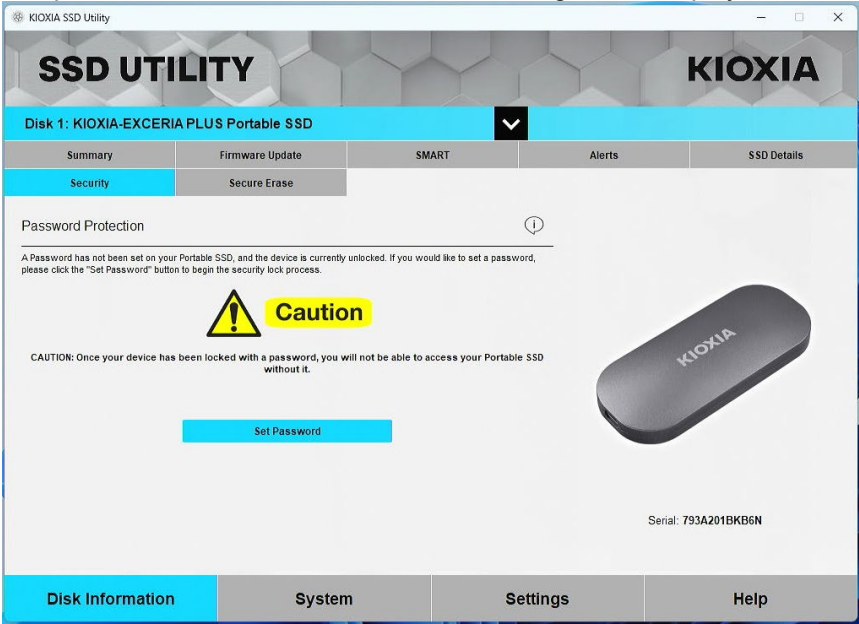 KIOXIA SSD Utility
SSD UTILITY
KIOXIA
Disk 1: KIOXIA-EXCERIA PLUS Portable SSD
Summary
Firmware Update
SMART
Alerts
SSD Details
Security
Secure Erase
Password Protection
A Password has not been set on your Portable SSD, and the device is currently unlocked. If you would like to set a password,
please click the "Set Password" button to begin the security lock process.
Caution
CAUTION: Once your device has been locked with a password, you will not be able to access your Portable SSD
without it.
Set Password
KIOXIA
Serial: 793A201BKB6N
Disk Information
System
Settings
Help